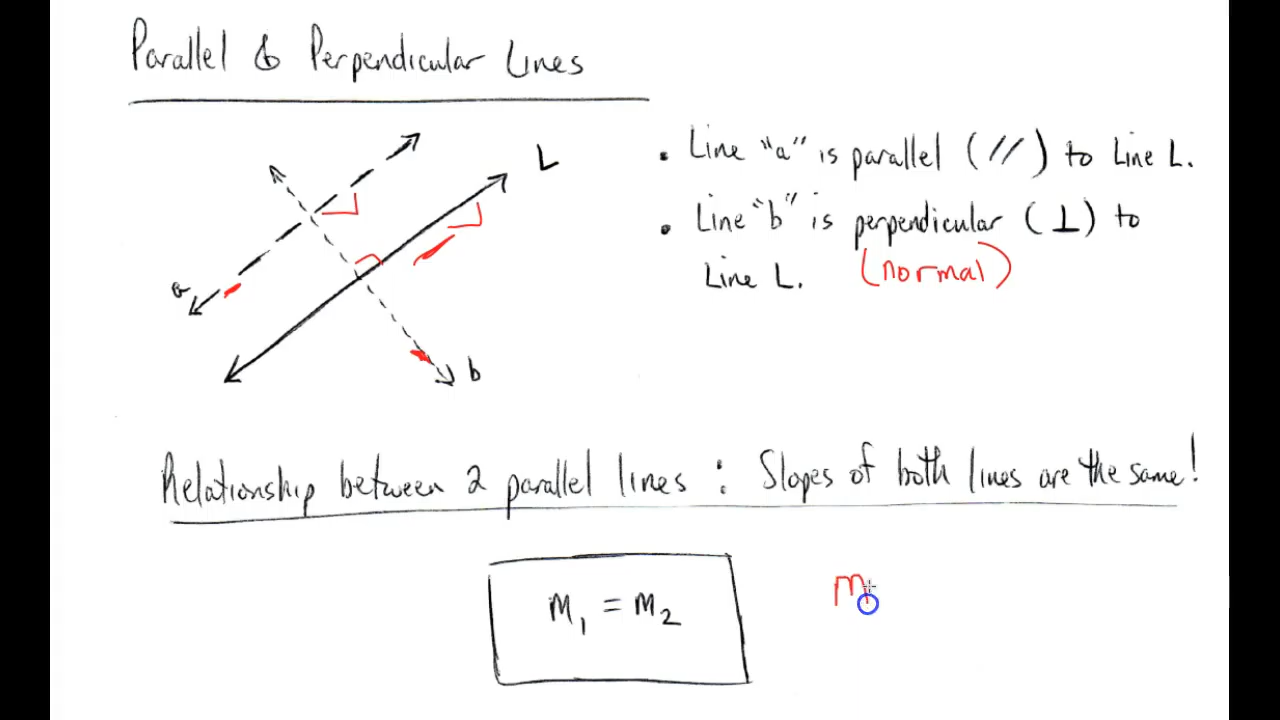 Parallel & Perpendicular Lines
L
a
b
• Line "a" is parallel (//) to Line L.
• Line "b" is perpendicular (⊥) to
Line L. (normal)
Relationship between 2 parallel lines : Slopes of both lines are the same!
M₁ = M₂
m